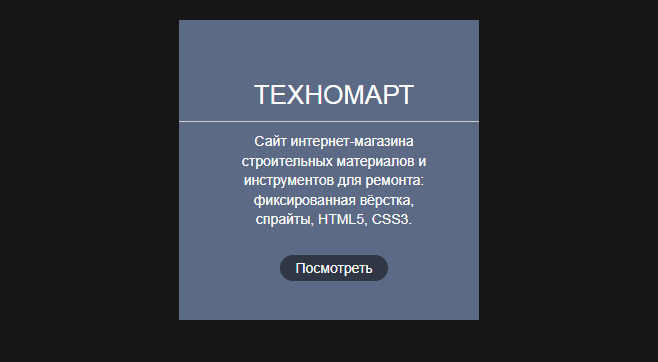 ТЕХНОМАРТ
Сайт интернет-магазина
строительных материалов и
инструментов для ремонта:
фиксированная вёрстка,
спрайты, HTML5, CSS3.
Посмотреть